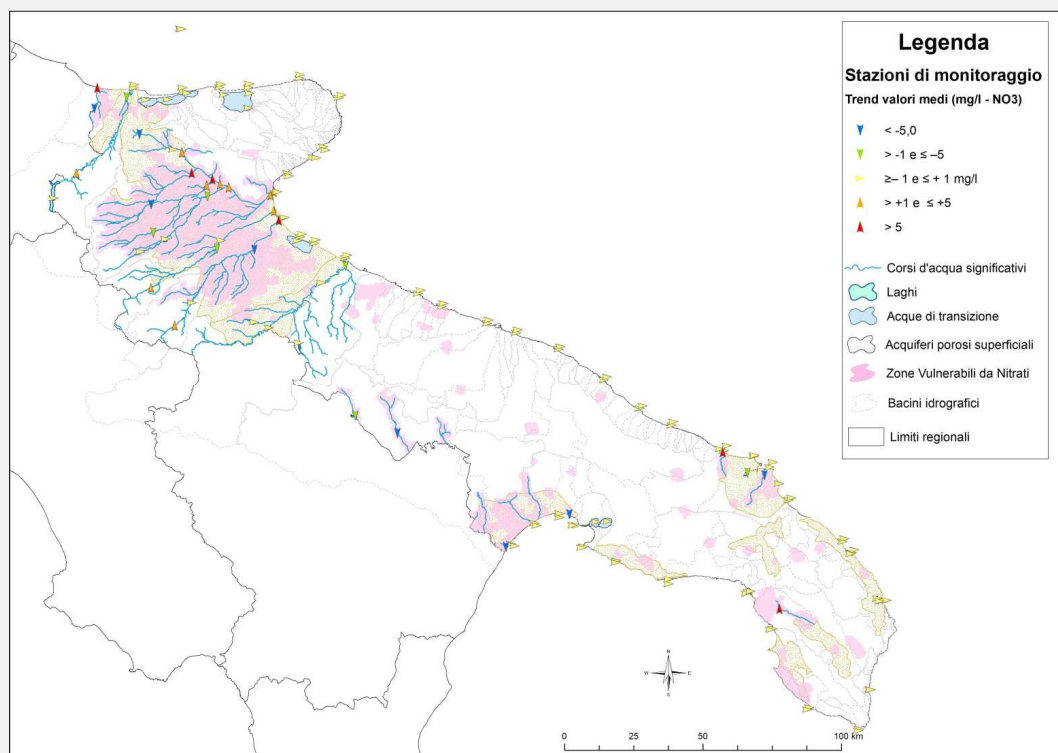 Legenda
Stazioni di monitoraggio
Trend valori medi (mg/l - NO3)
< -5,0
> -1 e ≤ –5
≥– 1 e ≤ + 1 mg/l
> +1 e ≤ +5
> 5
Corsi d'acqua significativi
Laghi
Acque di transizione
Acquiferi porosi superficiali
Zone Vulnerabili da Nitrati
Bacini idrografici
Limiti regionali
N
W E
S
0 50 100 km